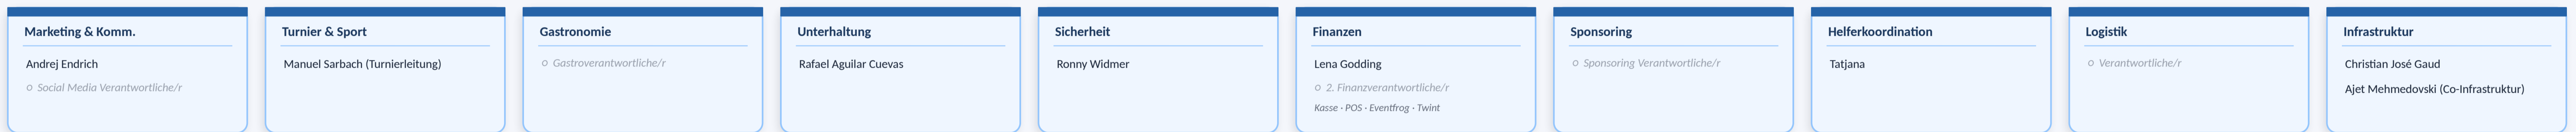 Marketing & Komm.
Andrej Endrich
○ Social Media Verantwortliche/r
Turnier & Sport
Manuel Sarbach (Turnierleitung)
Gastronomie
○ Gastroverantwortliche/r
Unterhaltung
Rafael Aguilar Cuevas
Sicherheit
Ronny Widmer
Finanzen
Lena Godding
○ 2. Finanzverantwortliche/r
Kasse · POS · Eventfrog · Twint
Sponsoring
○ Sponsoring Verantwortliche/r
Helferkoordination
Tatjana
Logistik
○ Verantwortliche/r
Infrastruktur
Christian José Gaud
Ajet Mehmedovski (Co-Infrastruktur)